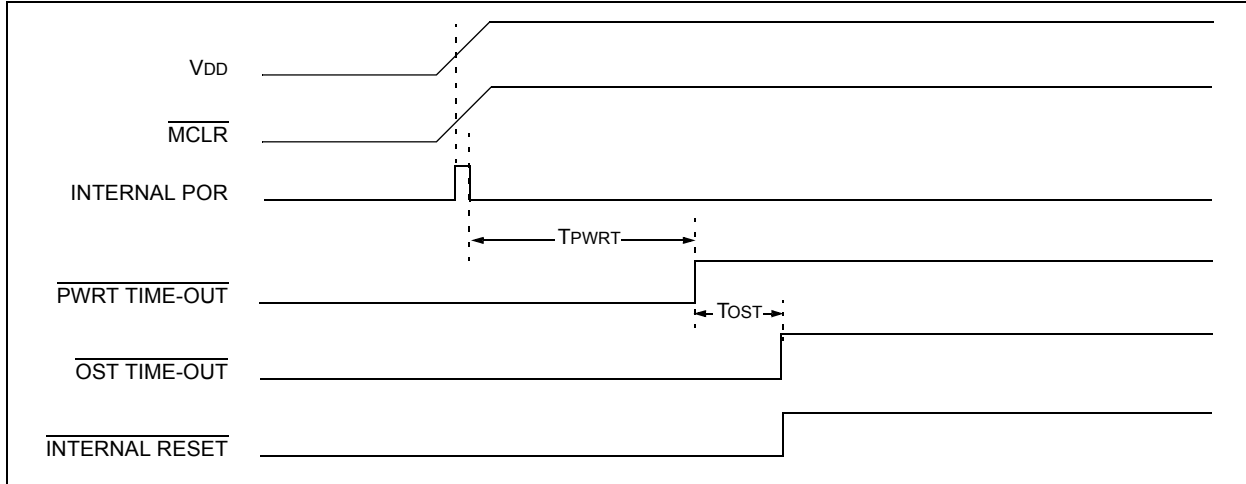 VDD
MCLR
INTERNAL POR
TPWRT
PWRT TIME-OUT
TOST
OST TIME-OUT
INTERNAL RESET